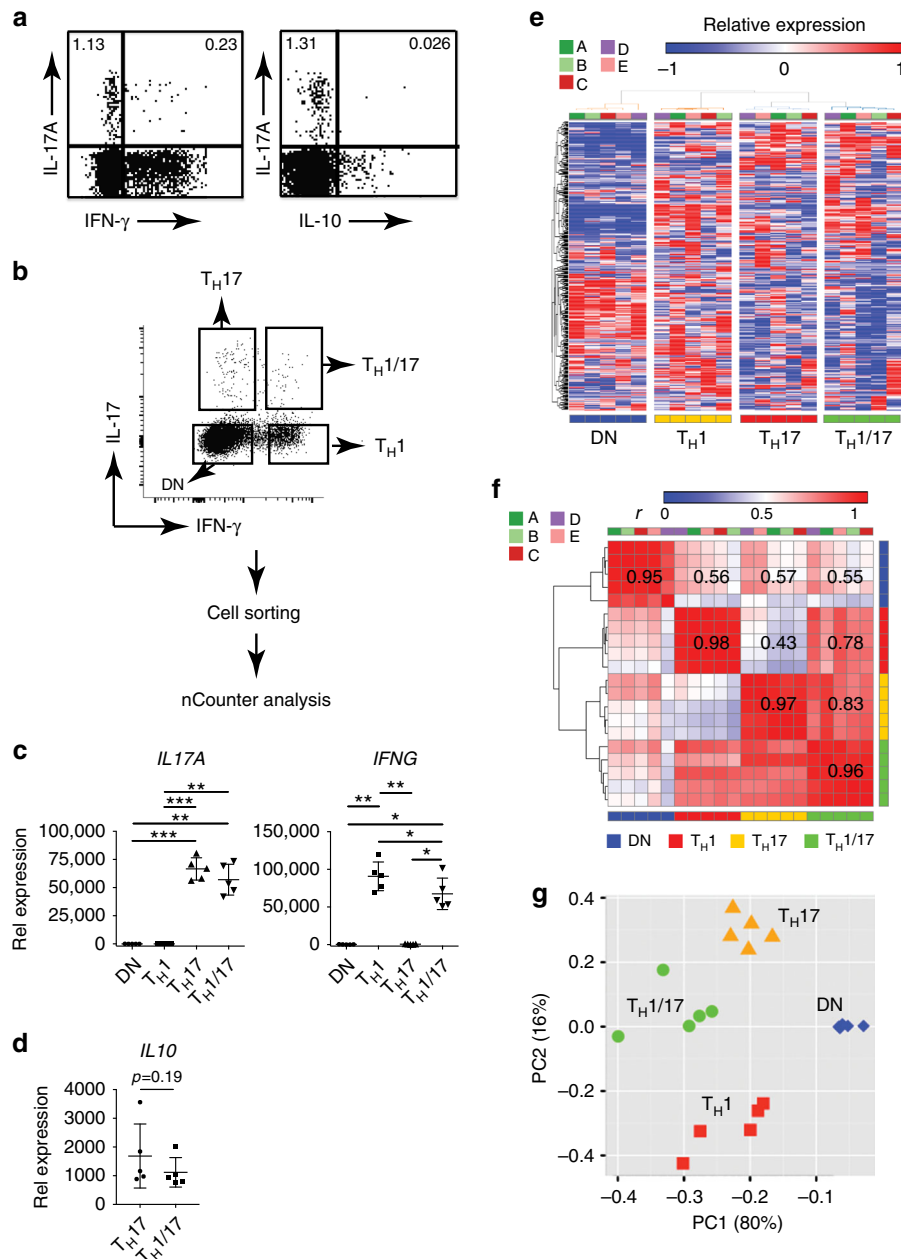 a
1.13
0.23
IL-17A
IFN-γ
1.31
0.026
IL-17A
IL-10
b
TH17
TH1/17
TH1
DN
IL-17
IFN-γ
Cell sorting
nCounter analysis
c
IL17A
**
***
**
***
Rel expression
100,000
75,000
50,000
25,000
0
DN
TH1
TH17
TH1/17
IFNG
** **
*
*
*
150,000
100,000
50,000
0
DN
TH1
TH17
TH1/17
d
IL10
p=0.19
Rel expression
4000
3000
2000
1000
0
TH17
TH1/17
e
A
B
C
D
E
Relative expression
−1 0 1
DN TH1 TH17 TH1/17
f
A
B
C
D
E
r 0 0.5 1
0.95 0.56 0.57 0.55
0.98 0.43 0.78
0.97 0.83
0.96
DN TH1 TH17 TH1/17
g
PC2 (16%)
0.4
0.2
0.0
−0.2
−0.4
TH17
TH1/17
DN
TH1
−0.4 −0.3 −0.2 −0.1
PC1 (80%)